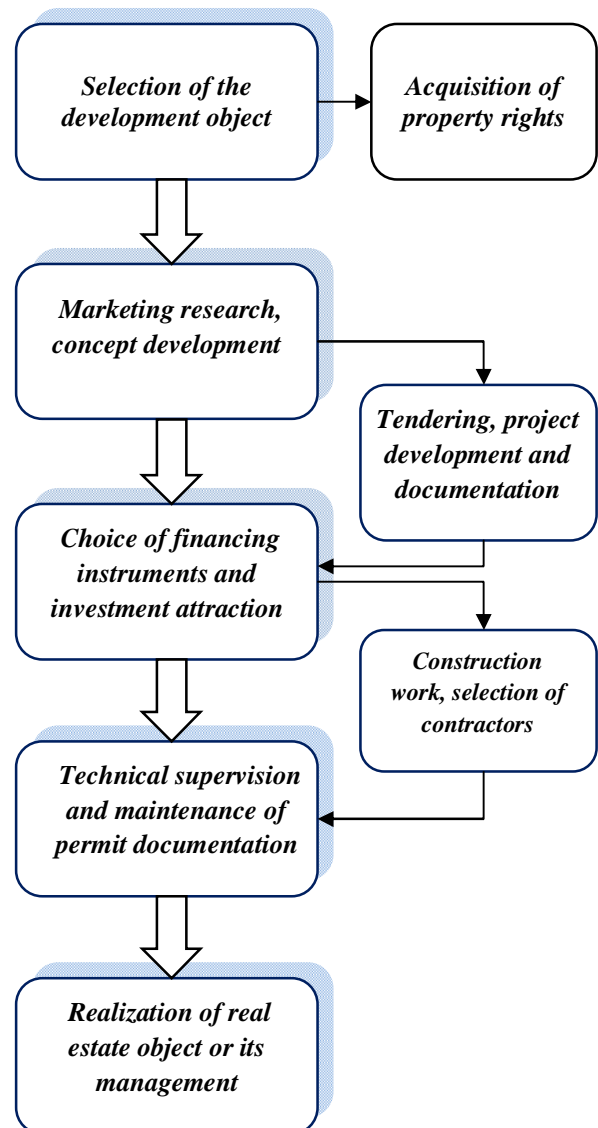 Selection of the
development object
Acquisition of
property rights
Marketing research,
concept development
Tendering, project
development and
documentation
Choice of financing
instruments and
investment attraction
Construction
work, selection of
contractors
Technical supervision
and maintenance of
permit documentation
Realization of real
estate object or its
management